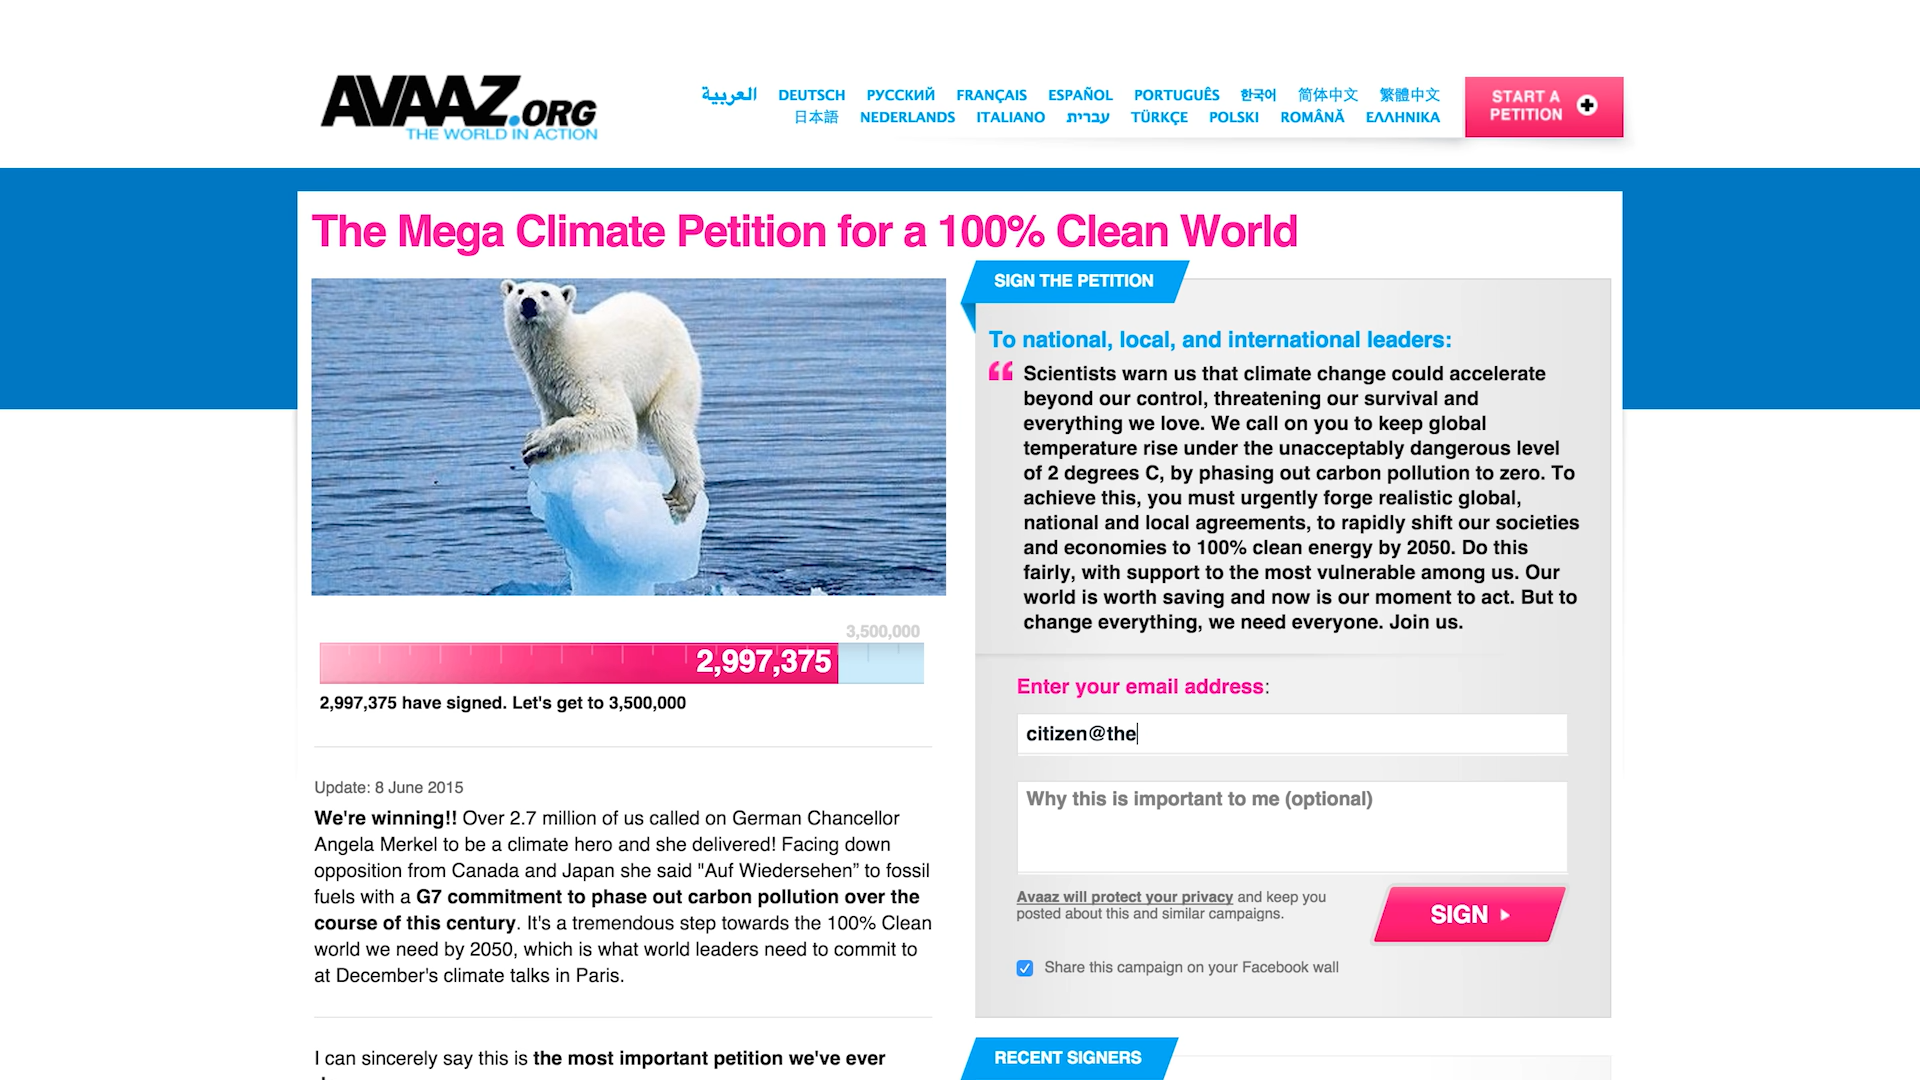 AVAAZ.ORG
THE WORLD IN ACTION
العربية DEUTSCH РУССКИЙ FRANÇAIS ESPAÑOL PORTUGUÊS 한국어 简体中文 繁體中文
日本語 NEDERLANDS ITALIANO עברית TÜRKÇE POLSKI ROMÂNĂ ΕΛΛΗΝΙΚΑ
START A
PETITION
The Mega Climate Petition for a 100% Clean World
3,500,000
2,997,375
2,997,375 have signed. Let's get to 3,500,000
Update: 8 June 2015
We're winning!! Over 2.7 million of us called on German Chancellor
Angela Merkel to be a climate hero and she delivered! Facing down
opposition from Canada and Japan she said "Auf Wiedersehen” to fossil
fuels with a G7 commitment to phase out carbon pollution over the
course of this century. It's a tremendous step towards the 100% Clean
world we need by 2050, which is what world leaders need to commit to
at December's climate talks in Paris.
I can sincerely say this is the most important petition we've ever
SIGN THE PETITION
To national, local, and international leaders:
Scientists warn us that climate change could accelerate
beyond our control, threatening our survival and
everything we love. We call on you to keep global
temperature rise under the unacceptably dangerous level
of 2 degrees C, by phasing out carbon pollution to zero. To
achieve this, you must urgently forge realistic global,
national and local agreements, to rapidly shift our societies
and economies to 100% clean energy by 2050. Do this
fairly, with support to the most vulnerable among us. Our
world is worth saving and now is our moment to act. But to
change everything, we need everyone. Join us.
Enter your email address:
citizen@the
Why this is important to me (optional)
Avaaz will protect your privacy and keep you
posted about this and similar campaigns.
SIGN
Share this campaign on your Facebook wall
RECENT SIGNERS